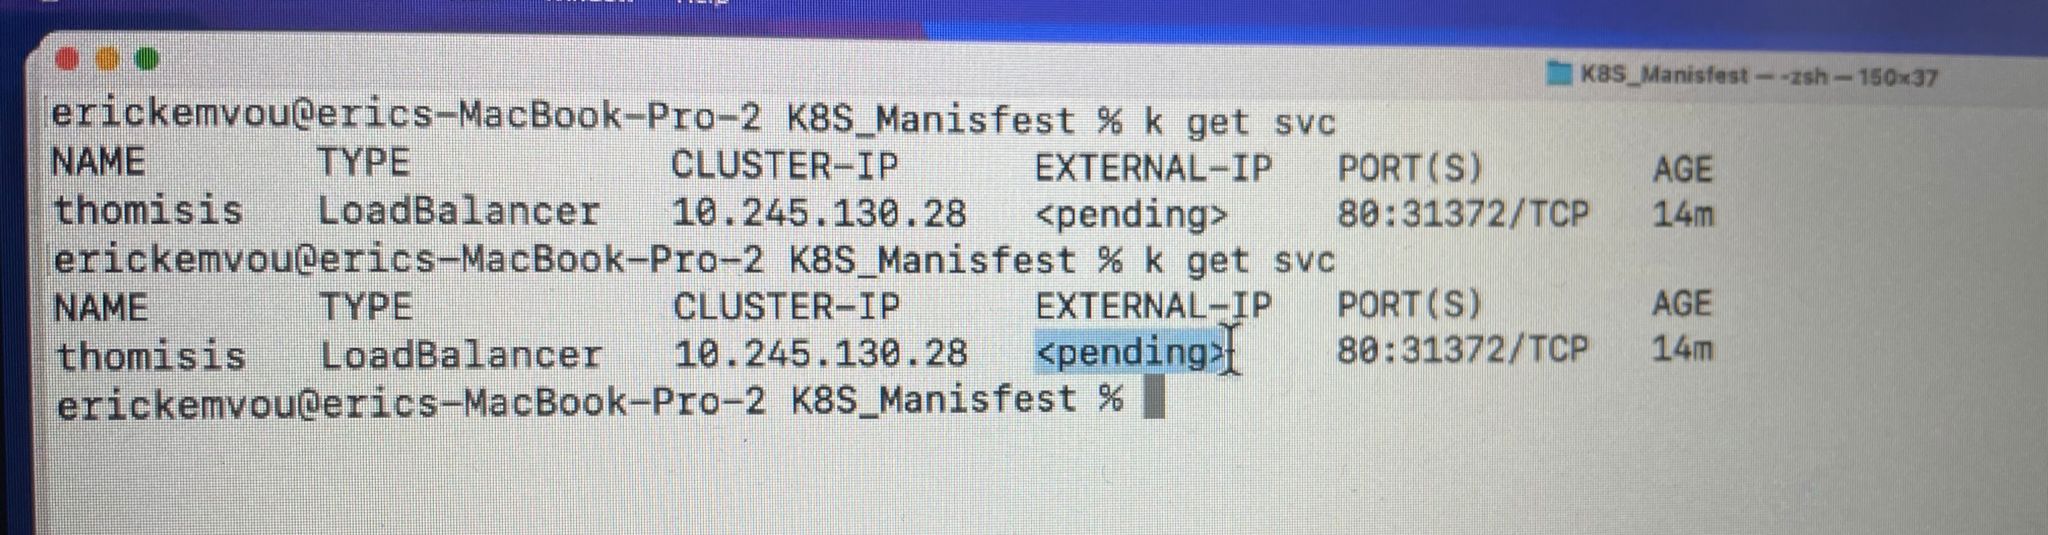 K8S_Manisfest — -zsh — 150×37
erickemvou@erics-MacBook-Pro-2 K8S_Manisfest % k get svc
NAME TYPE CLUSTER-IP EXTERNAL-IP PORT(S) AGE
thomisis LoadBalancer 10.245.130.28 <pending> 80:31372/TCP 14m
erickemvou@erics-MacBook-Pro-2 K8S_Manisfest % k get svc
NAME TYPE CLUSTER-IP EXTERNAL-IP PORT(S) AGE
thomisis LoadBalancer 10.245.130.28 <pending> 80:31372/TCP 14m
erickemvou@erics-MacBook-Pro-2 K8S_Manisfest %